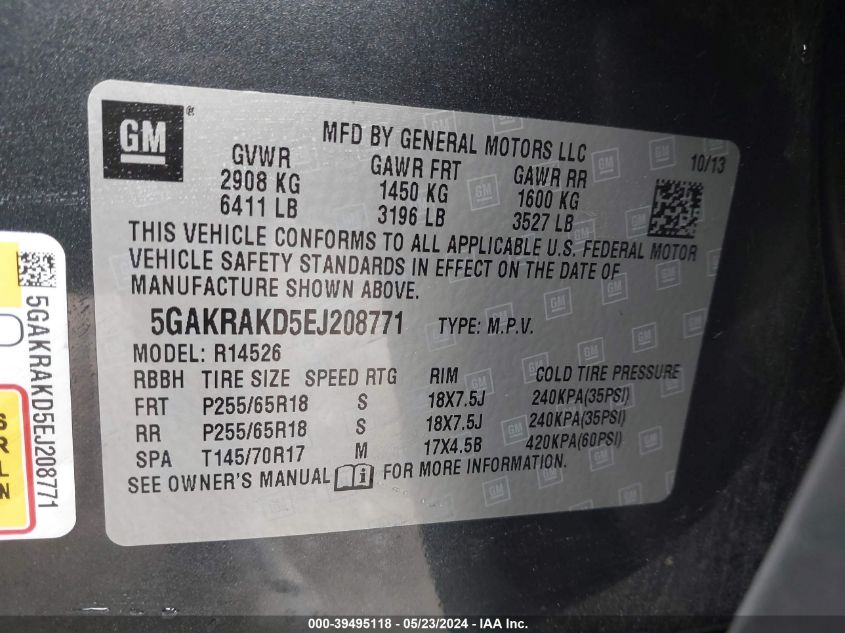 GM ®
MFD BY GENERAL MOTORS LLC
10/13
GVWR GAWR FRT GAWR RR
2908 KG 1450 KG 1600 KG
6411 LB 3196 LB 3527 LB
THIS VEHICLE CONFORMS TO ALL APPLICABLE U.S. FEDERAL MOTOR
VEHICLE SAFETY STANDARDS IN EFFECT ON THE DATE OF
MANUFACTURE SHOWN ABOVE.
5GAKRAKD5EJ208771 TYPE: M.P.V.
MODEL: R14526
RBBH TIRE SIZE SPEED RTG RIM COLD TIRE PRESSURE
FRT P255/65R18 S 18X7.5J 240KPA(35PSI)
RR P255/65R18 S 18X7.5J 240KPA(35PSI)
SPA T145/70R17 M 17X4.5B 420KPA(60PSI)
SEE OWNER'S MANUAL FOR MORE INFORMATION.
5GAKRAKD5EJ208771
S
R
L
N
000-39495118 - 05/23/2024 - IAAI.com